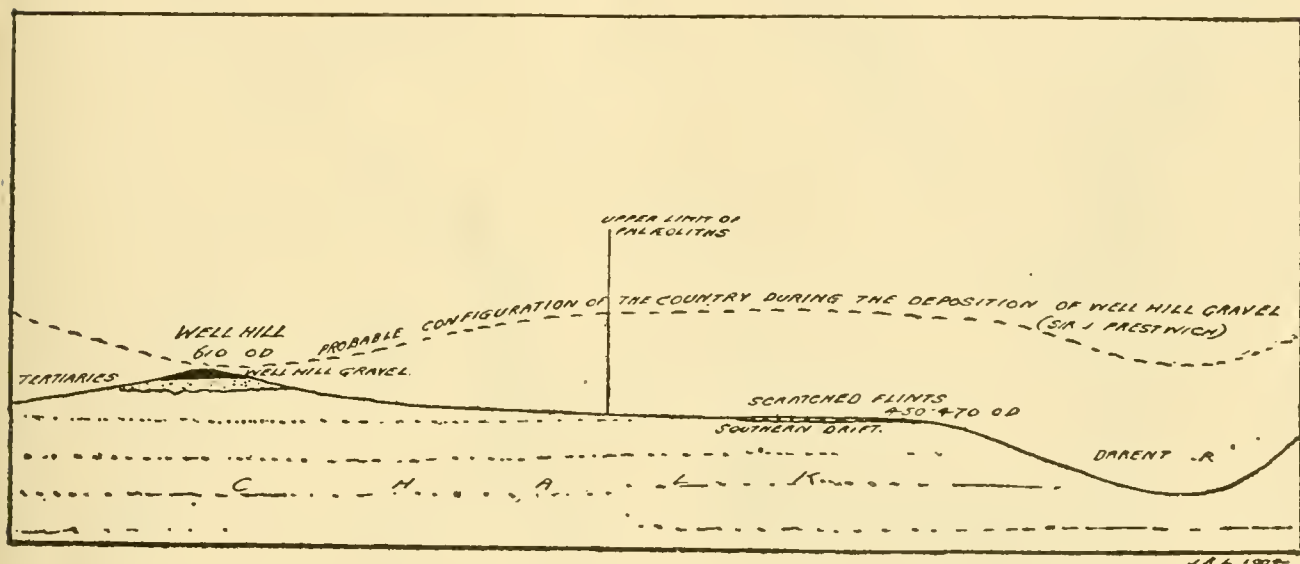 UPPER LIMIT OF
PALÆOLITHS
PROBABLE CONFIGURATION OF THE COUNTRY DURING THE DEPOSITION OF WELL HILL GRAVEL
(SIR J PRESTWICH)
WELL HILL
610 OD
WELL HILL GRAVEL.
TERTIARIES
SCRATCHED FLINTS
450-470 OD
SOUTHERN DRIFT.
DARENT R
C H A L K